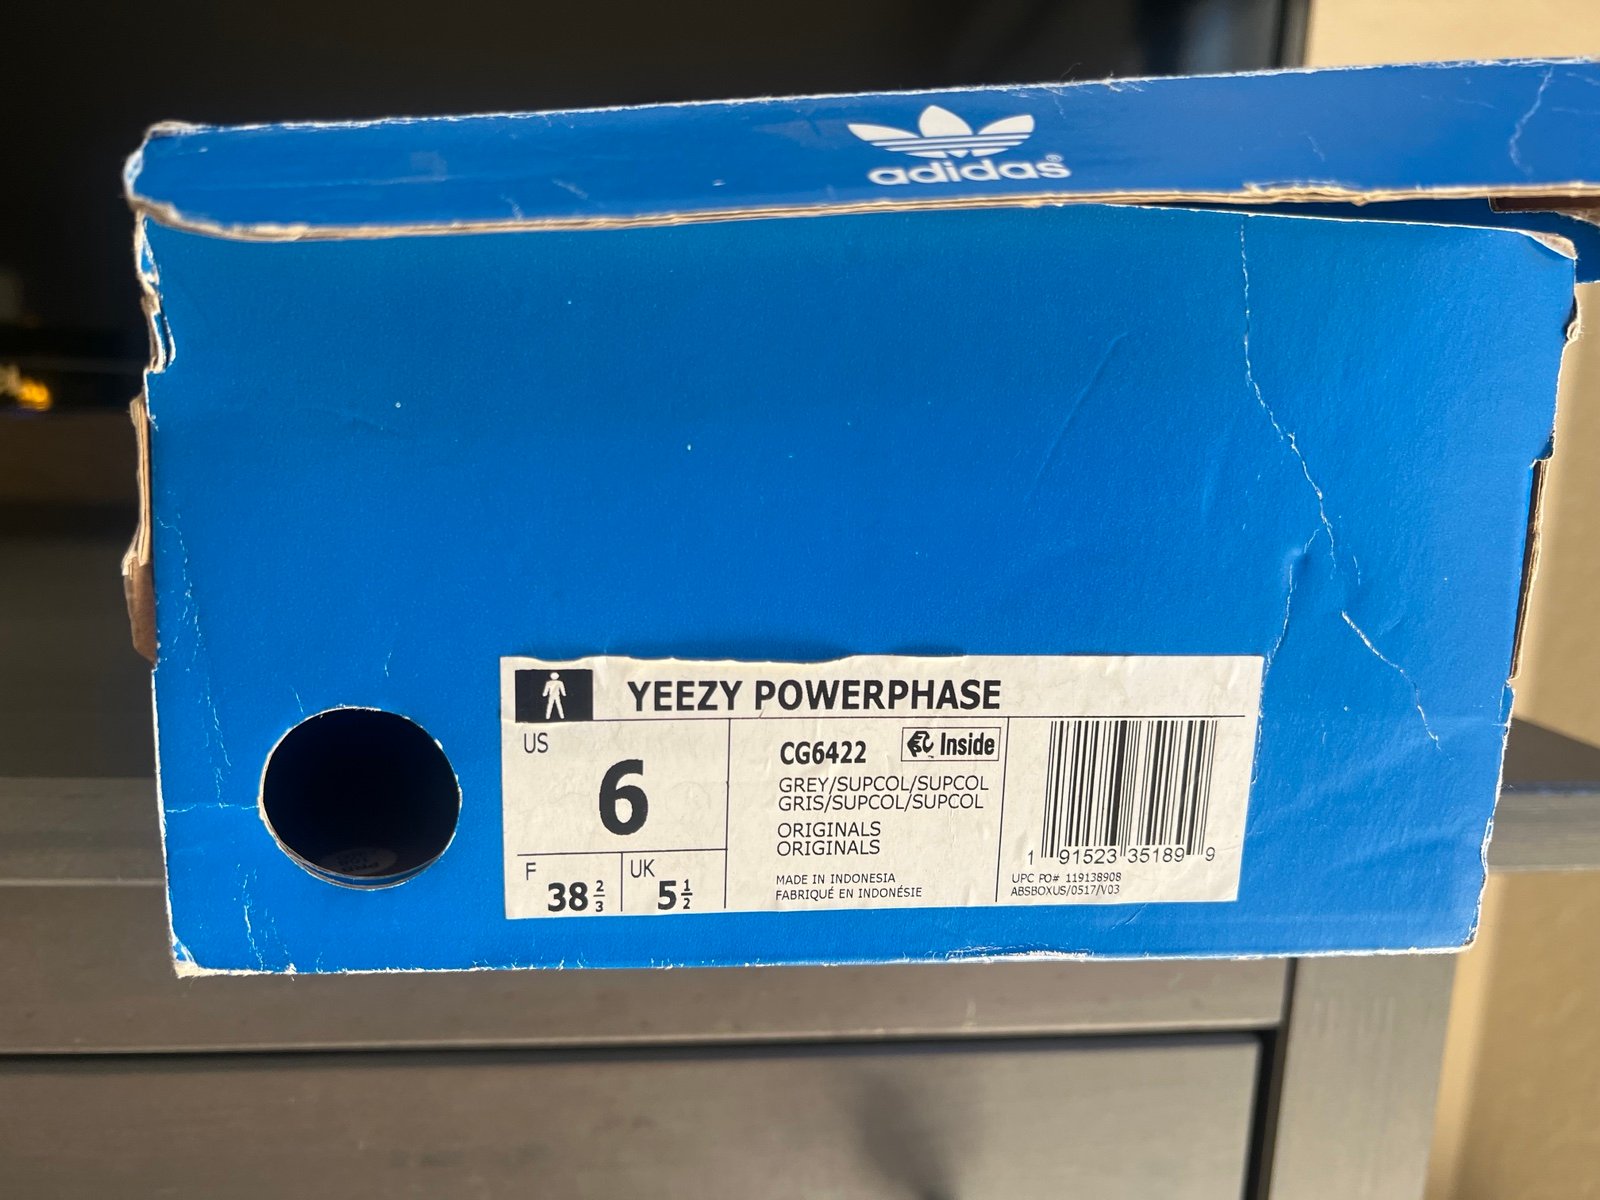 adidas®
YEEZY POWERPHASE
US
6
F
38 2/3
UK
5 1/2
CG6422
Inside
GREY/SUPCOL/SUPCOL
GRIS/SUPCOL/SUPCOL
ORIGINALS
ORIGINALS
MADE IN INDONESIA
FABRIQUÉ EN INDONÉSIE
1 91523 35189 9
UPC PO# 119138908
ABSBOXUS/0517/V03